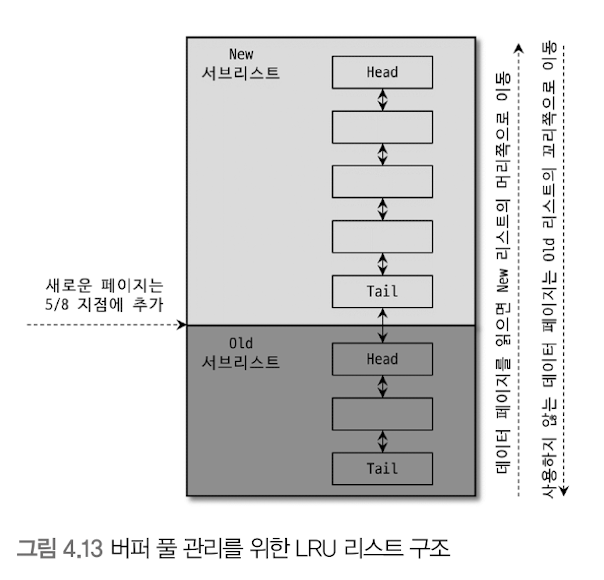 New
서브리스트
Head
Tail
새로운 페이지는
5/8 지점에 추가
Old
서브리스트
Head
Tail
데이터 페이지를 읽으면 New 리스트의 머리쪽으로 이동
사용하지 않는 데이터 페이지는 Old 리스트의 꼬리쪽으로 이동
그림 4.13 버퍼 풀 관리를 위한 LRU 리스트 구조